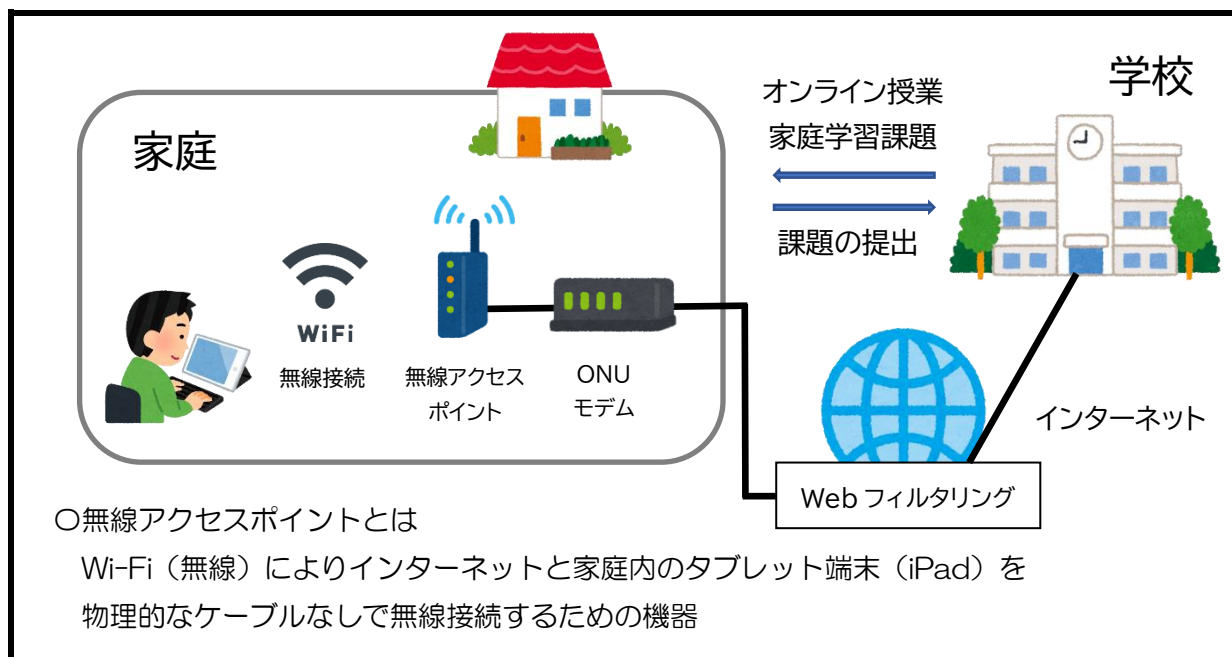 学校
オンライン授業
家庭学習課題
課題の提出
家庭
WiFi
無線接続
無線アクセス
ポイント
ONU
モデム
インターネット
Web フィルタリング
〇無線アクセスポイントとは
Wi-Fi（無線）によりインターネットと家庭内のタブレット端末（iPad）を
物理的なケーブルなしで無線接続するための機器